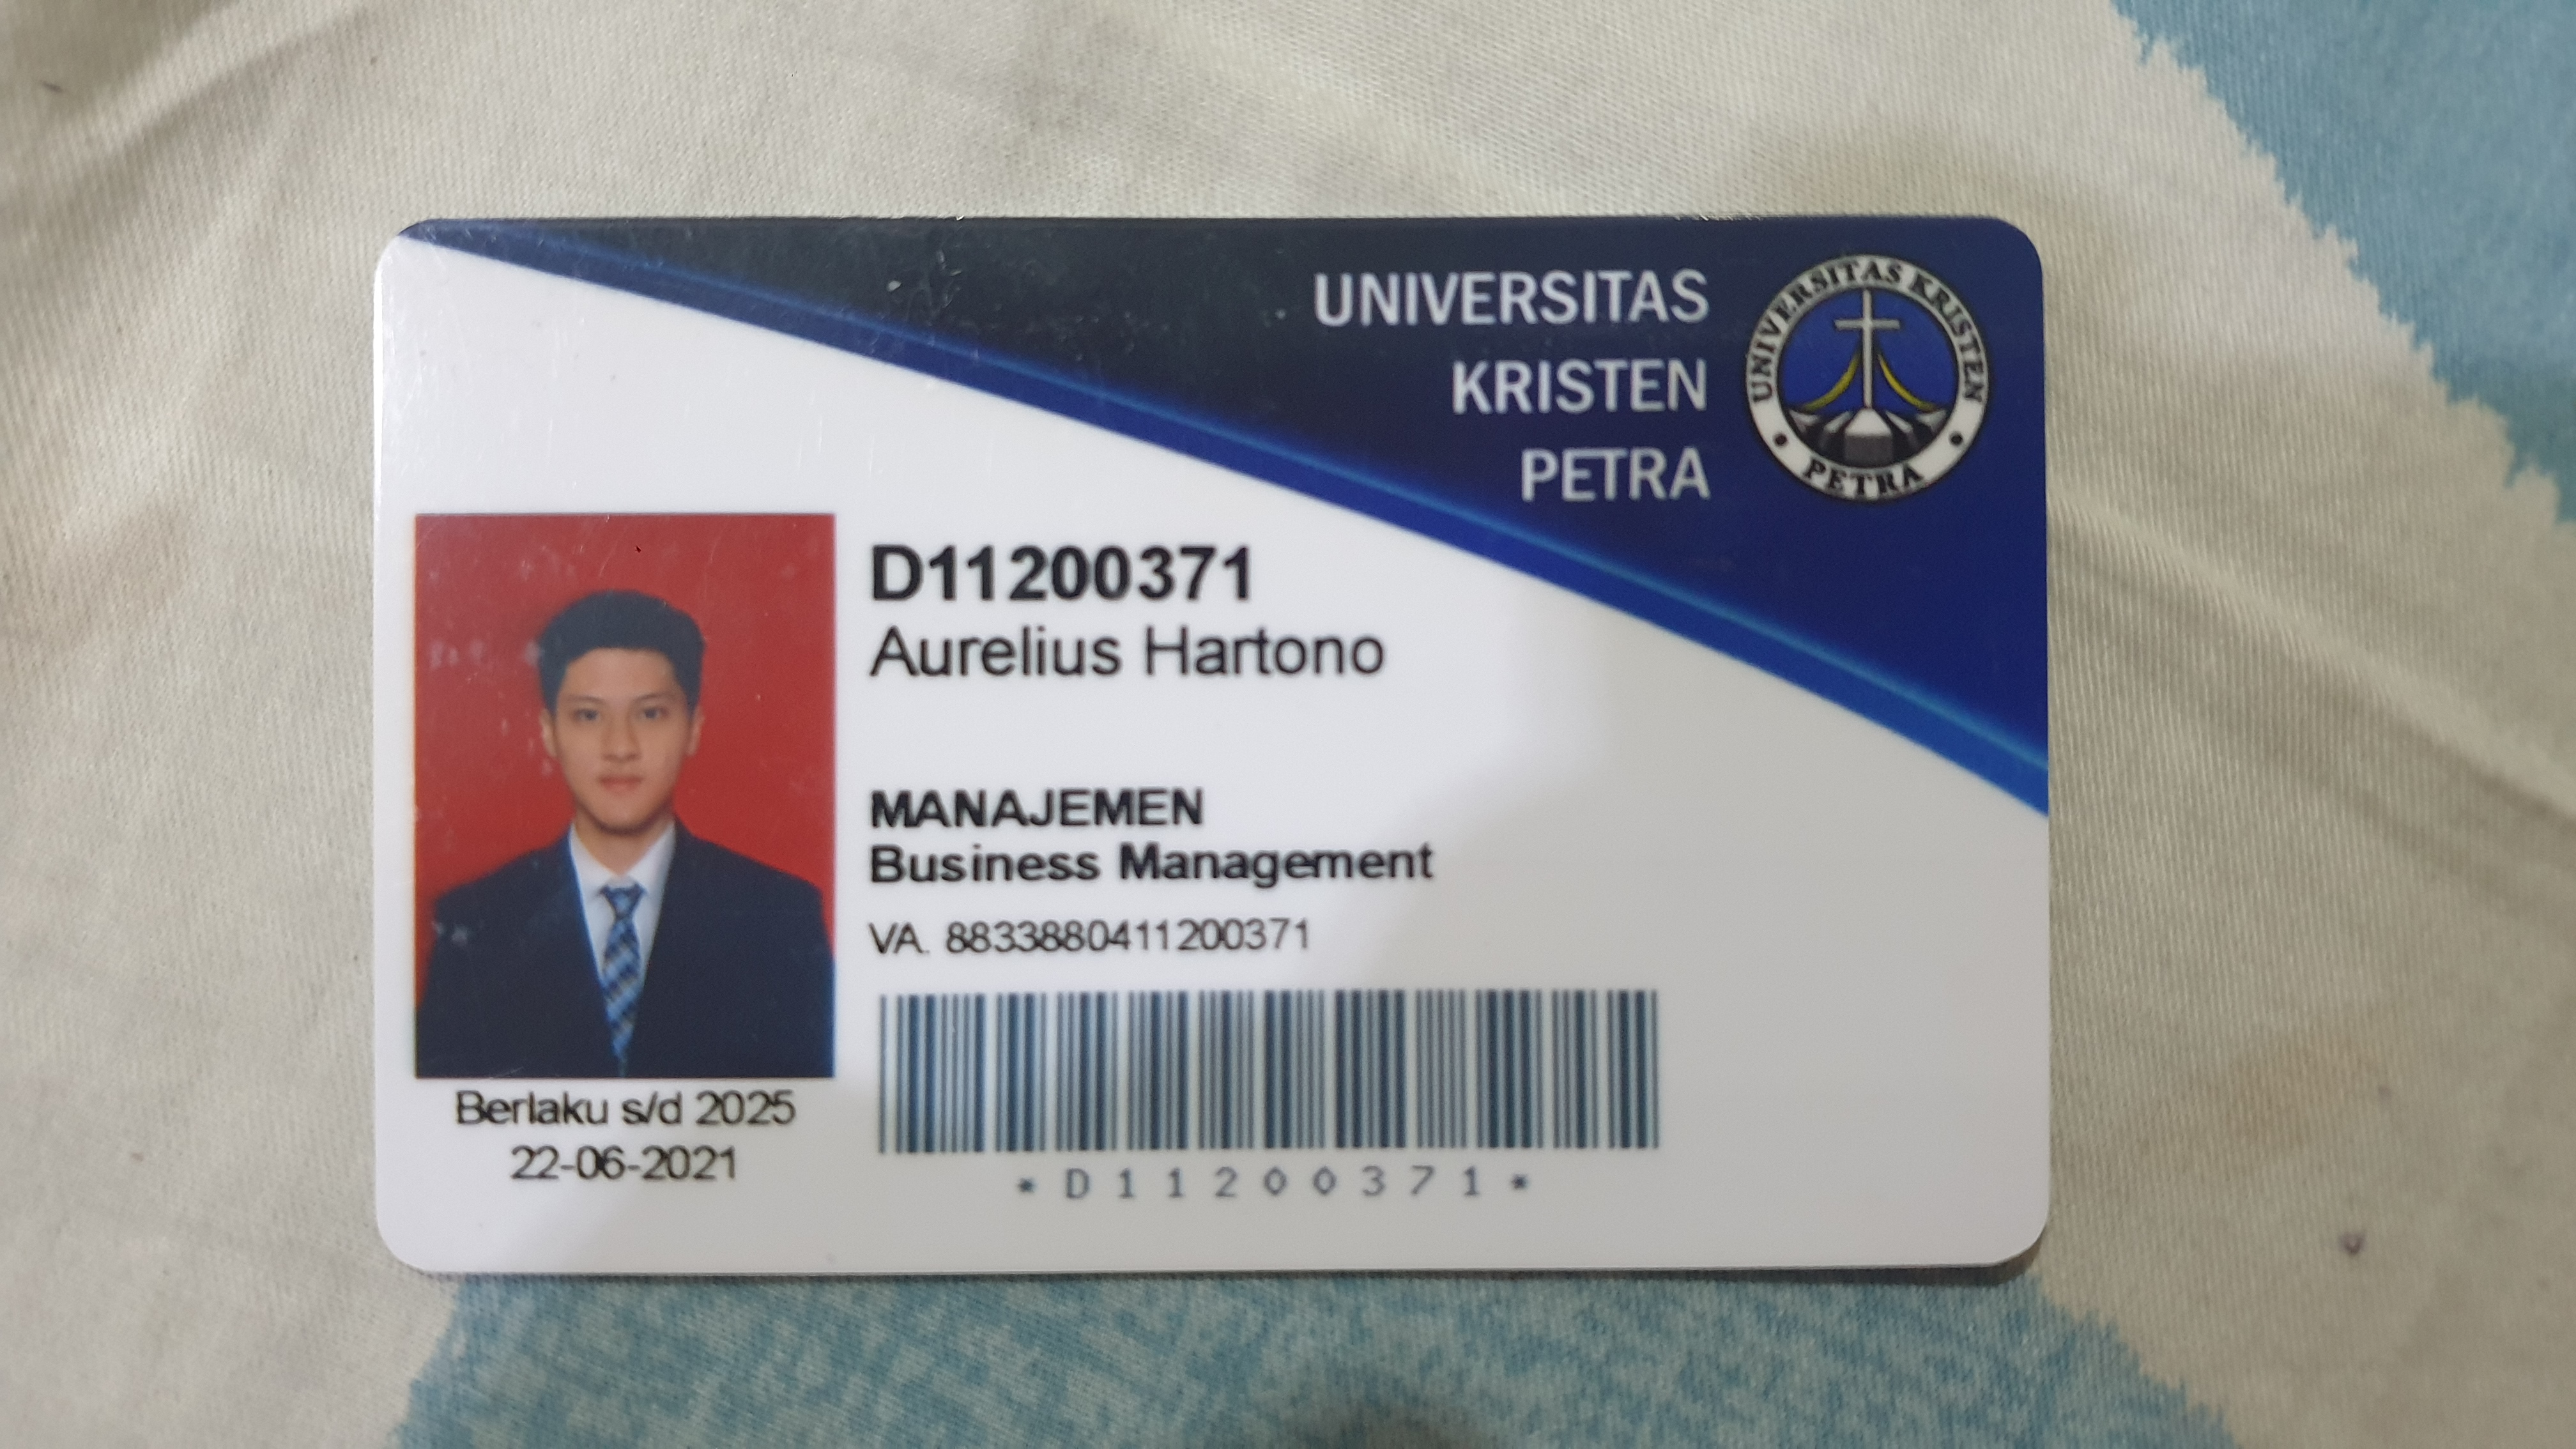 UNIVERSITAS
KRISTEN
PETRA
UNIVERSITAS KRISTEN
PETRA
D11200371
Aurelius Hartono
MANAJEMEN
Business Management
VA. 8833880411200371
Berlaku s/d 2025
22-06-2021
*D11200371*